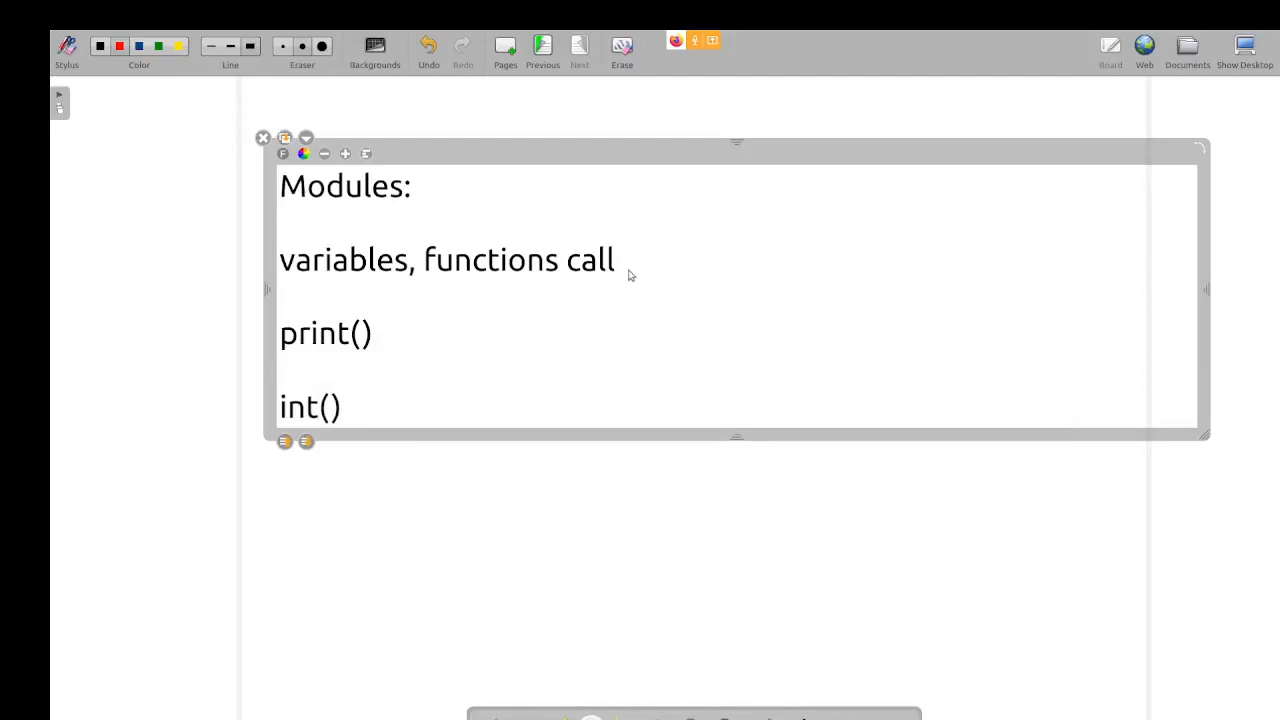 Stylus
Color
Line
Eraser
Backgrounds
Undo
Redo
Pages
Previous
Next
Erase
Board
Web
Documents
Show Desktop
F
Modules:
variables, functions call
print()
int()